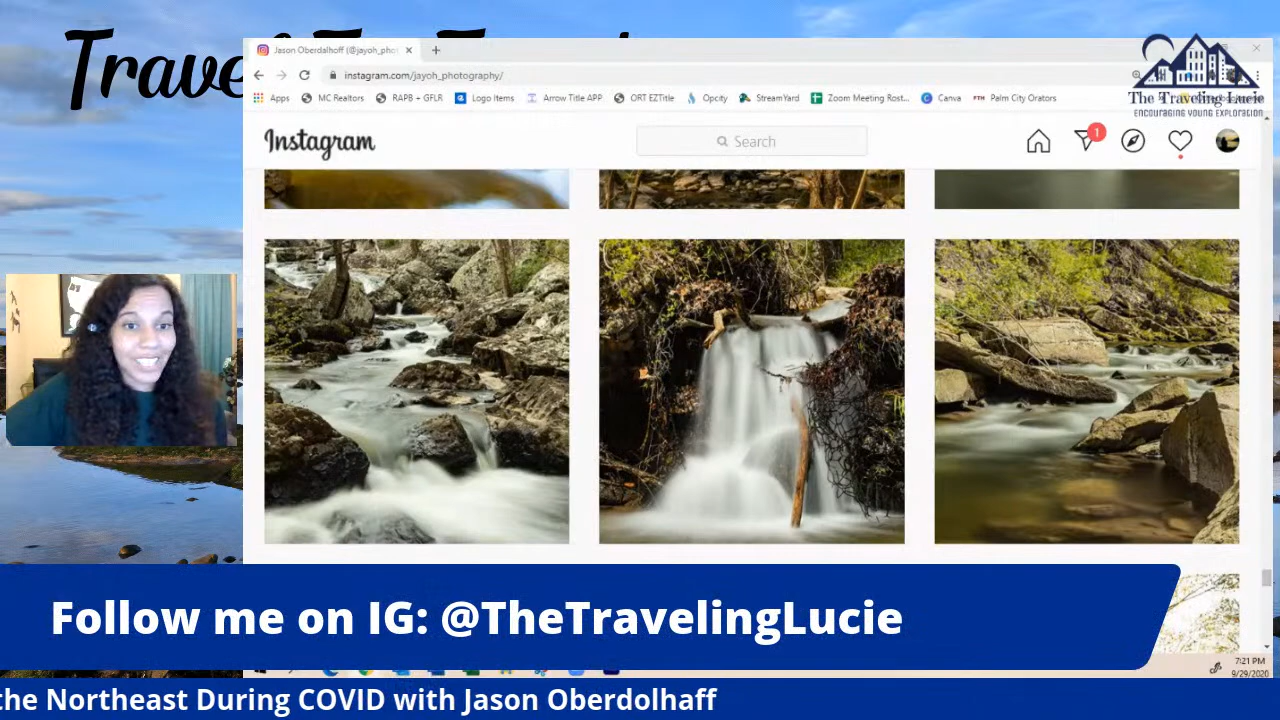 Travel
Jason Oberdalhoff (@jayoh_phot
instagram.com/jayoh_photography/
Apps MC Realtors RAPB + GFLR Logo Items Arrow Title APP ORT EZTitle Opcity StreamYard Zoom Meeting Rost... Canva FTH Palm City Orators
The Traveling Lucie
ENCOURAGING YOUNG EXPLORATION
Instagram
Search
1
Follow me on IG: @TheTravelingLucie
7:21 PM
9/29/2020
the Northeast During COVID with Jason Oberdolhaff